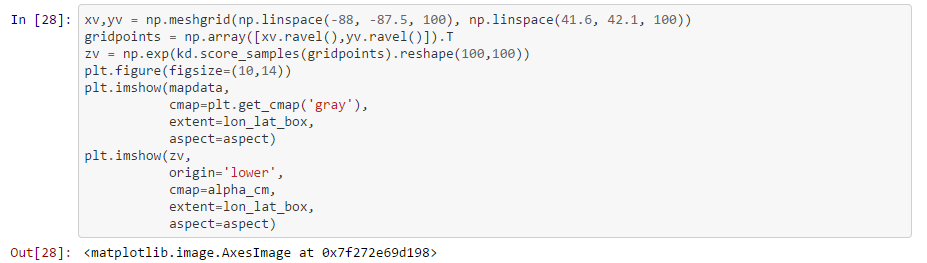 In [28]: xv,yv = np.meshgrid(np.linspace(-88, -87.5, 100), np.linspace(41.6, 42.1, 100))
gridpoints = np.array([xv.ravel(),yv.ravel()]).T
zv = np.exp(kd.score_samples(gridpoints).reshape(100,100))
plt.figure(figsize=(10,14))
plt.imshow(mapdata,
           cmap=plt.get_cmap('gray'),
           extent=lon_lat_box,
           aspect=aspect)
plt.imshow(zv,
           origin='lower',
           cmap=alpha_cm,
           extent=lon_lat_box,
           aspect=aspect)
Out[28]: <matplotlib.image.AxesImage at 0x7f272e69d198>